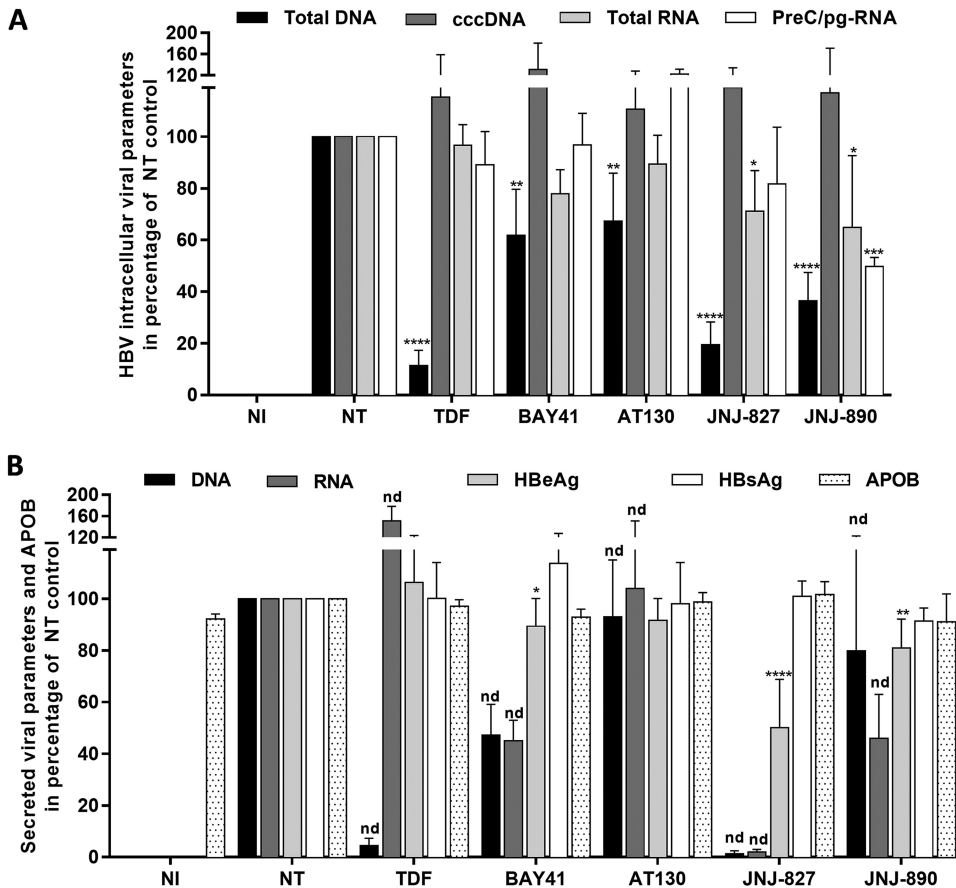 A
Total DNA cccDNA Total RNA PreC/pg-RNA
HBV intracellular viral parameters
in percentage of NT control
200
160
120
100
80
60
40
20
0
**** ** ** **** * **** * ***
NI NT TDF BAY41 AT130 JNJ-827 JNJ-890
B
DNA RNA HBeAg HBsAg APOB
Secreted viral parameters and APOB
in percentage of NT control
200
160
120
100
80
60
40
20
0
nd nd nd nd * nd nd nd nd **** nd nd **
NI NT TDF BAY41 AT130 JNJ-827 JNJ-890